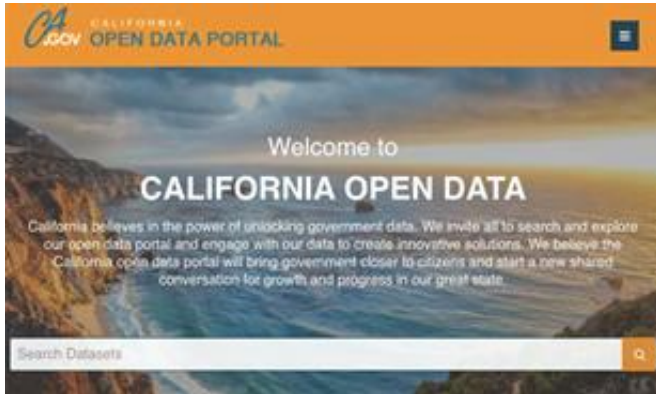 CA.GOV
CALIFORNIA
OPEN DATA PORTAL
Welcome to
CALIFORNIA OPEN DATA
California believes in the power of unlocking government data. We invite all to search and explore
our open data portal and engage with our data to create innovative solutions. We believe the
California open data portal will bring government closer to citizens and start a new shared
conversation for growth and progress in our great state.
Search Datasets